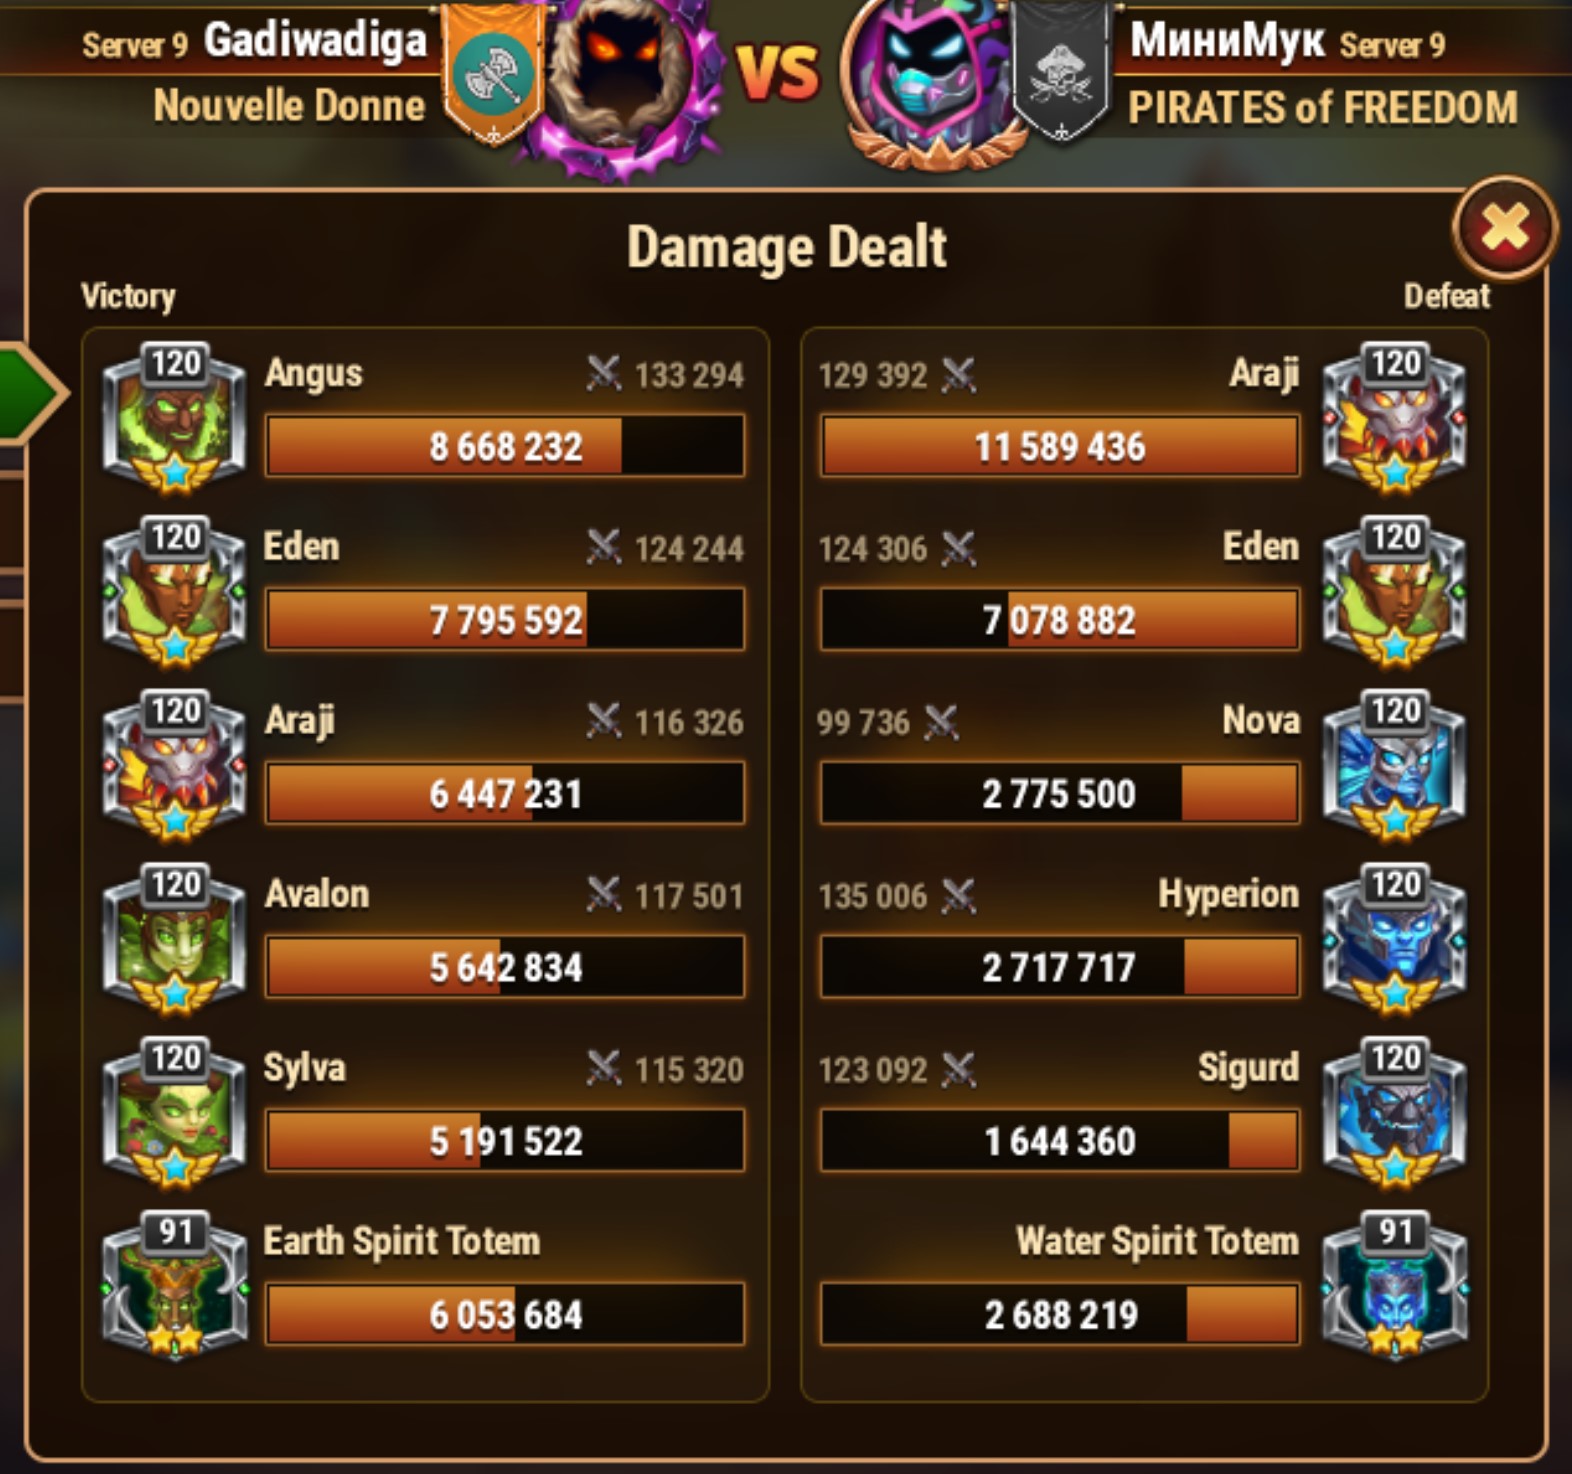 Server 9 Gadiwadiga
Nouvelle Donne
VS
МиниМук Server 9
PIRATES of FREEDOM
Damage Dealt
Victory
Defeat
120 Angus 133 294
8 668 232
120 Eden 124 244
7 795 592
120 Araji 116 326
6 447 231
120 Avalon 117 501
5 642 834
120 Sylva 115 320
5 191 522
91 Earth Spirit Totem
6 053 684
129 392 Araji 120
11 589 436
124 306 Eden 120
7 078 882
99 736 Nova 120
2 775 500
135 006 Hyperion 120
2 717 717
123 092 Sigurd 120
1 644 360
Water Spirit Totem 91
2 688 219